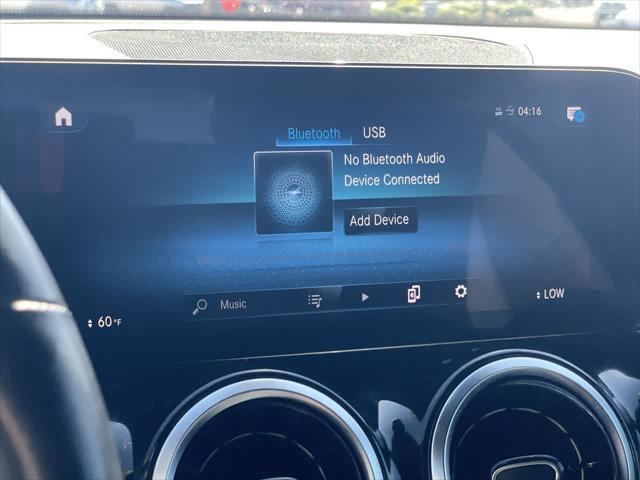 04:16
Bluetooth USB
No Bluetooth Audio
Device Connected
Add Device
Music
60°F
LOW